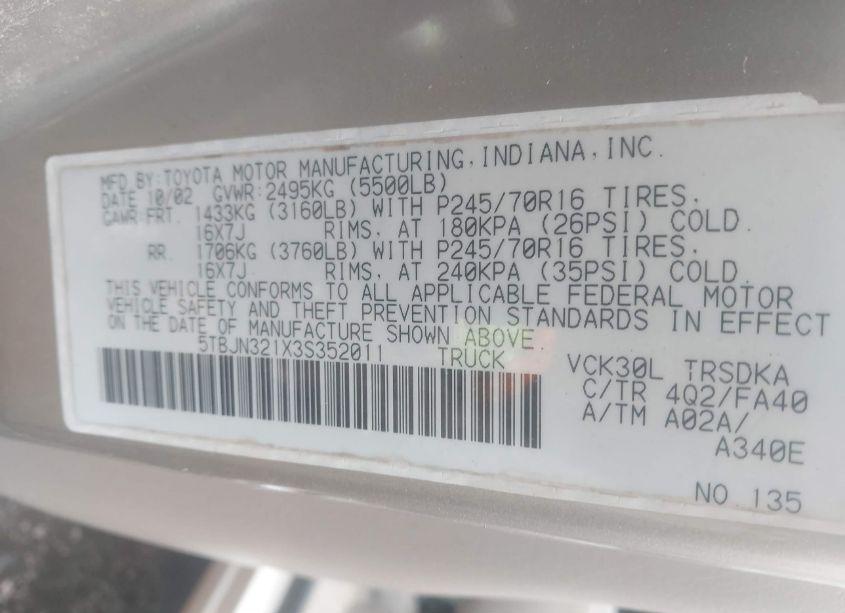 MFD.BY:TOYOTA MOTOR MANUFACTURING,INDIANA,INC.
DATE 10/02 GVWR:2495KG (5500LB)
GAWR:FRT. 1433KG (3160LB) WITH P245/70R16 TIRES,
16X7J RIMS, AT 180KPA (26PSI) COLD.
RR. 1706KG (3760LB) WITH P245/70R16 TIRES,
16X7J RIMS, AT 240KPA (35PSI) COLD.
THIS VEHICLE CONFORMS TO ALL APPLICABLE FEDERAL MOTOR
VEHICLE SAFETY AND THEFT PREVENTION STANDARDS IN EFFECT
ON THE DATE OF MANUFACTURE SHOWN ABOVE.
5TBJN321X3S352011 TRUCK
VCK30L TRSDKA
C/TR 4Q2/FA40
A/TM A02A/
A340E
NO.135